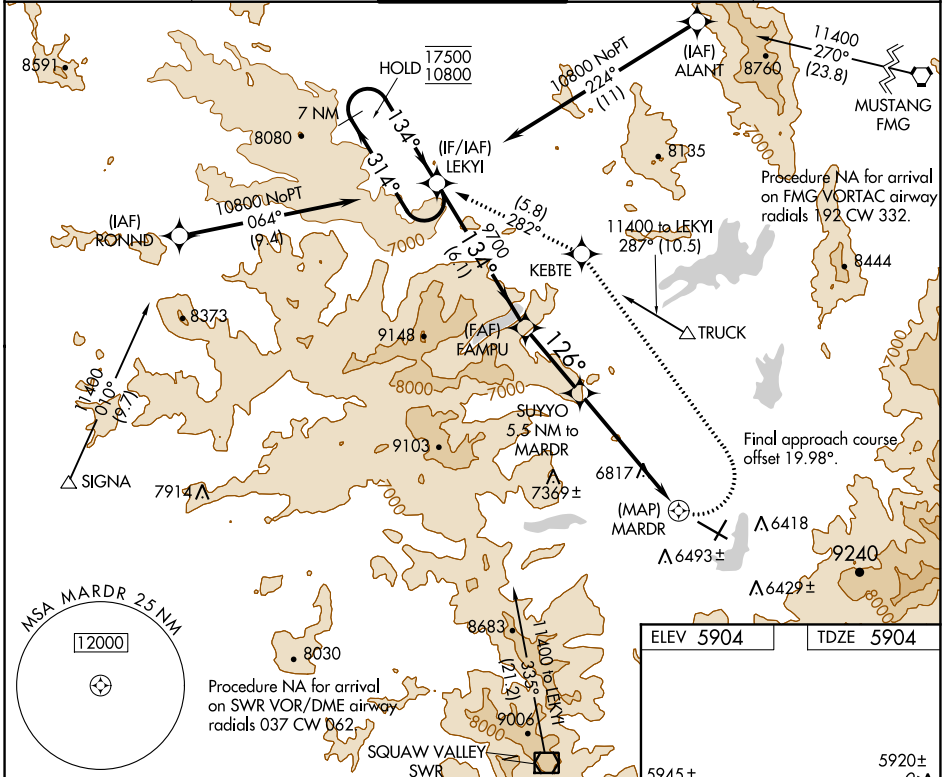 8591
HOLD
17500
10800
7 NM
134°
314°
8080
(IF/IAF)
LEKYI
10800 NoPT
224°
(11)
(IAF)
ALANT
8760
7000
11400
270°
(23.8)
MUSTANG
FMG
8135
Procedure NA for arrival
on FMG VORTAC airway
radials 192 CW 332.
(IAF)
RONND
10800 NoPT
064°
(9.4)
7000
9700
134°
(6.1)
(5.8)
282°
KEBTE
11400 to LEKYI
287° (10.5)
8444
TRUCK
8373
9148
(FAF)
FAMPU
126°
8000
7000
7000
11400
010°
(9.7)
SIGNA
SUYYO
5.5 NM to
MARDR
9103
7914
7000
7369±
6817
Final approach course
offset 19.98°.
(MAP)
MARDR
6418
6493±
9240
6429±
8000
MSA MARDR 25 NM
12000
8030
8683
11400 to LEKYI
335°
(21.2)
Procedure NA for arrival
on SWR VOR/DME airway
radials 037 CW 062.
8000
9006
SQUAW VALLEY
SWR
ELEV 5904
TDZE 5904
5945±
5920±